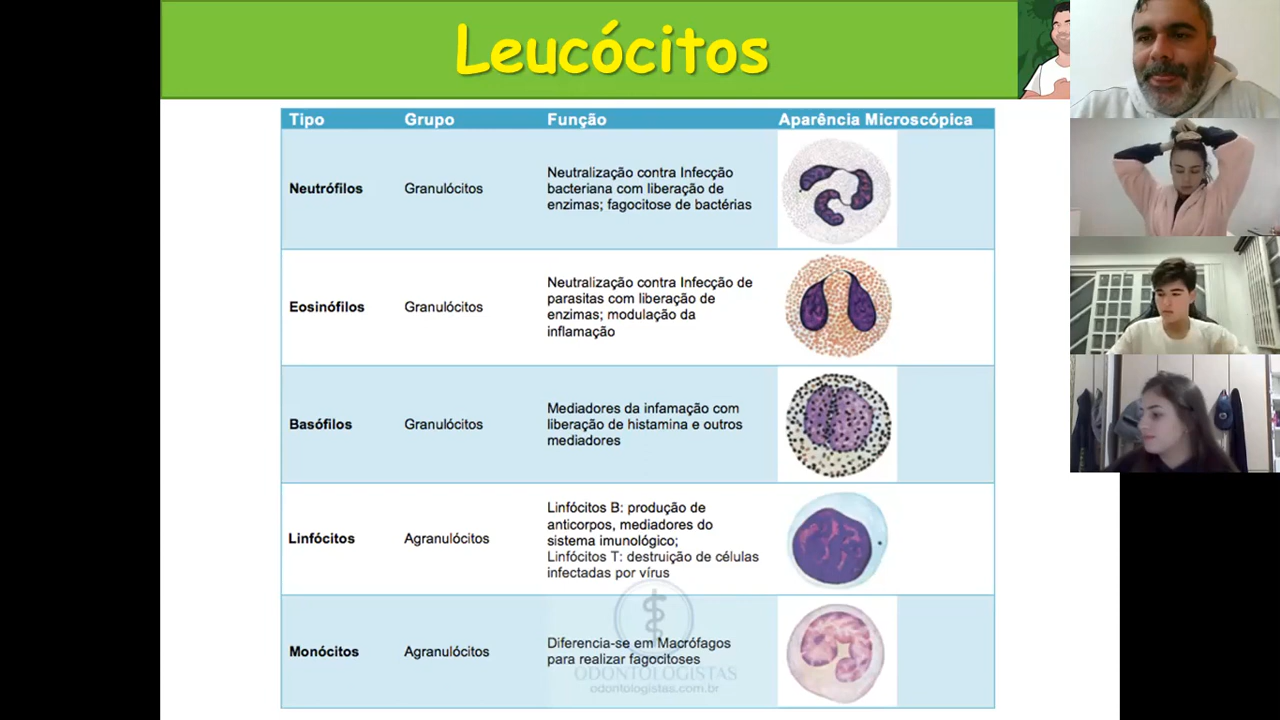 Leucócitos
Tipo Grupo Função Aparência Microscópica
Neutrófilos Granulócitos Neutralização contra Infecção
bacteriana com liberação de
enzimas; fagocitose de bactérias
Eosinófilos Granulócitos Neutralização contra Infecção de
parasitas com liberação de
enzimas; modulação da
inflamação
Basófilos Granulócitos Mediadores da infamação com
liberação de histamina e outros
mediadores
Linfócitos Agranulócitos Linfócitos B: produção de
anticorpos, mediadores do
sistema imunológico;
Linfócitos T: destruição de células
infectadas por vírus
Monócitos Agranulócitos Diferencia-se em Macrófagos
para realizar fagocitoses
ODONTOLOGISTAS
odontologistas.com.br